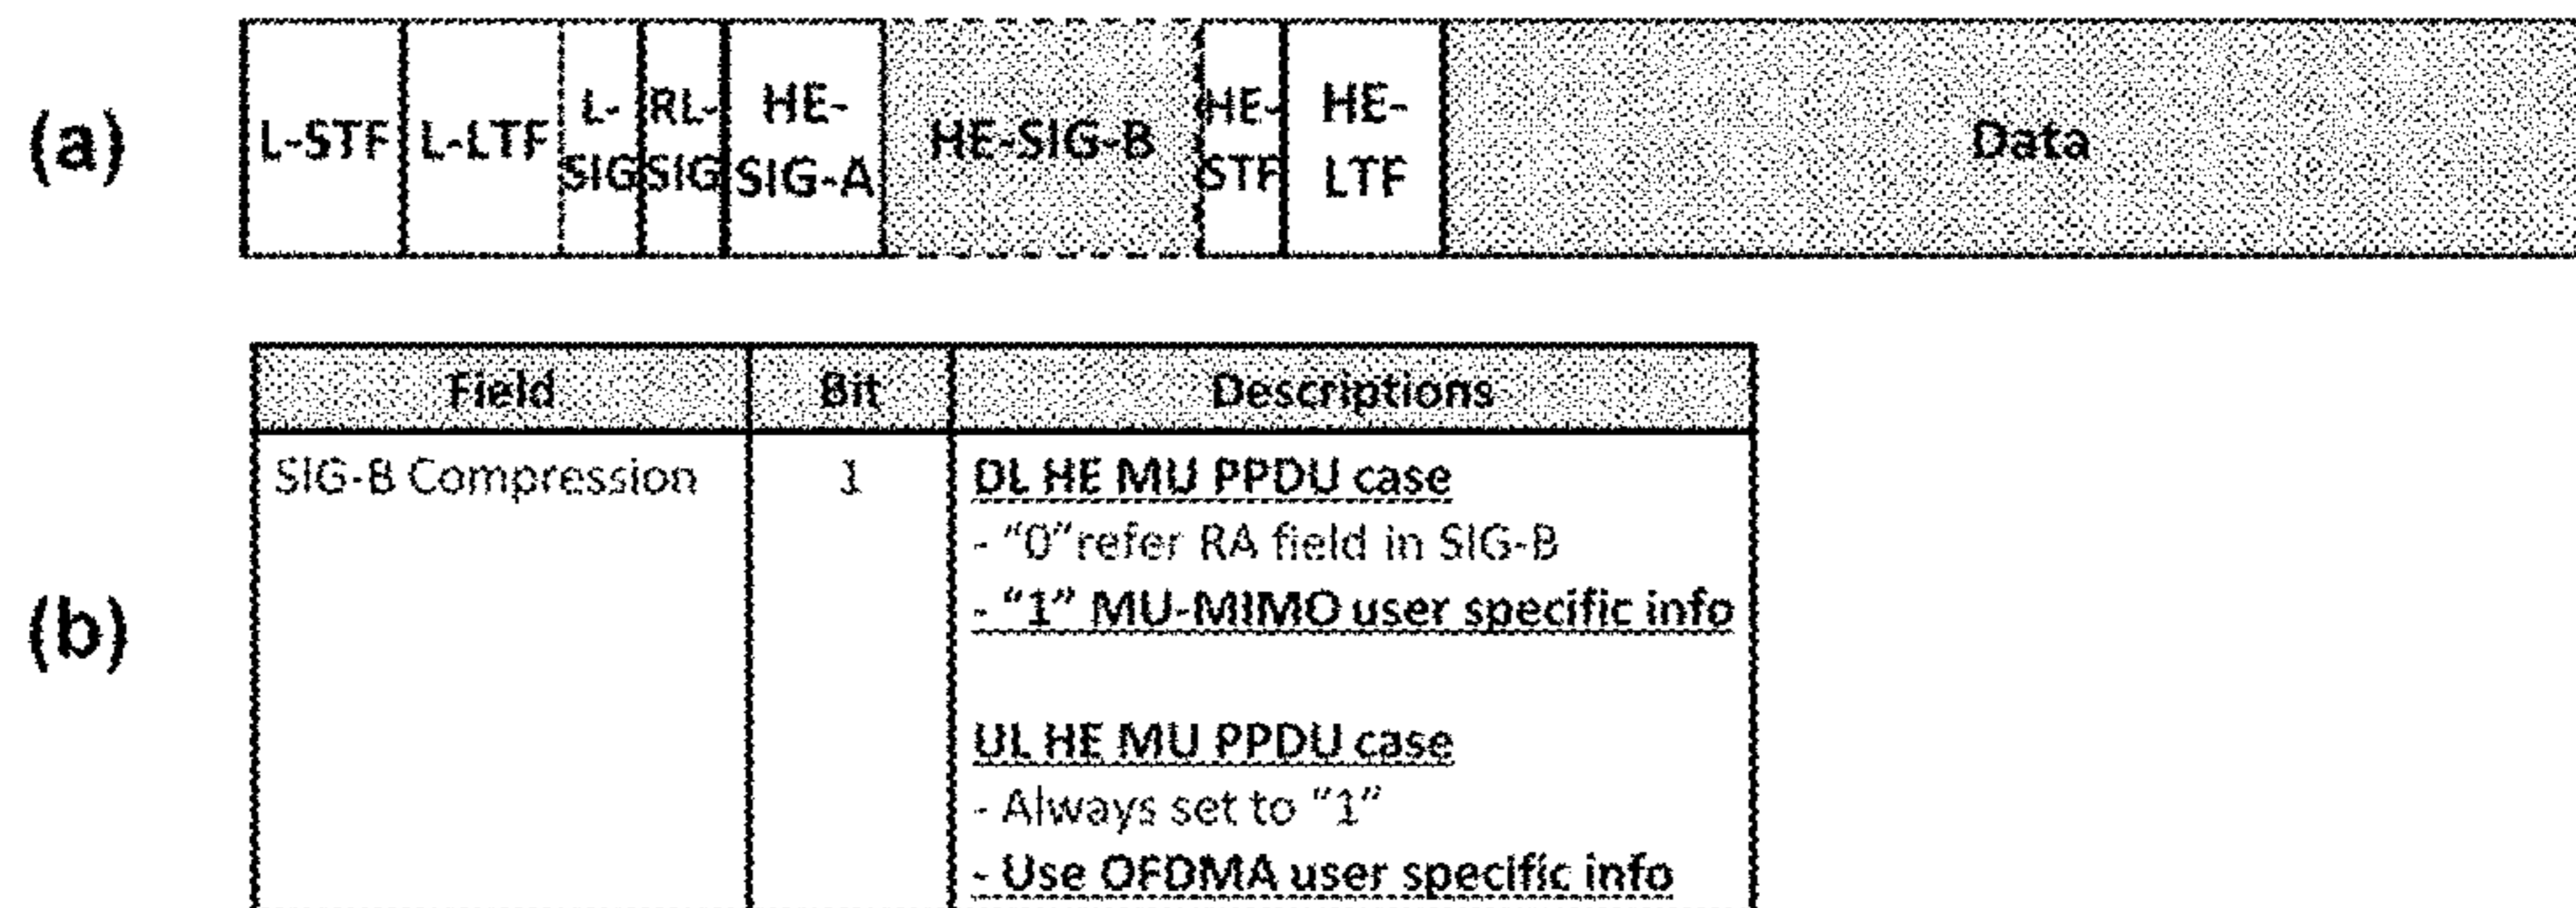 (a)
L-STF L-LTF L-SIG RL-SIG HE-SIG-A HE-SIG-B HE-STF HE-LTF Data
(b)
Field Bit Descriptions
SIG-B Compression 1 DL HE MU PPDU case
- "0"refer RA field in SIG-B
- "1" MU-MIMO user specific info
UL HE MU PPDU case
- Always set to "1"
- Use OFDMA user specific info